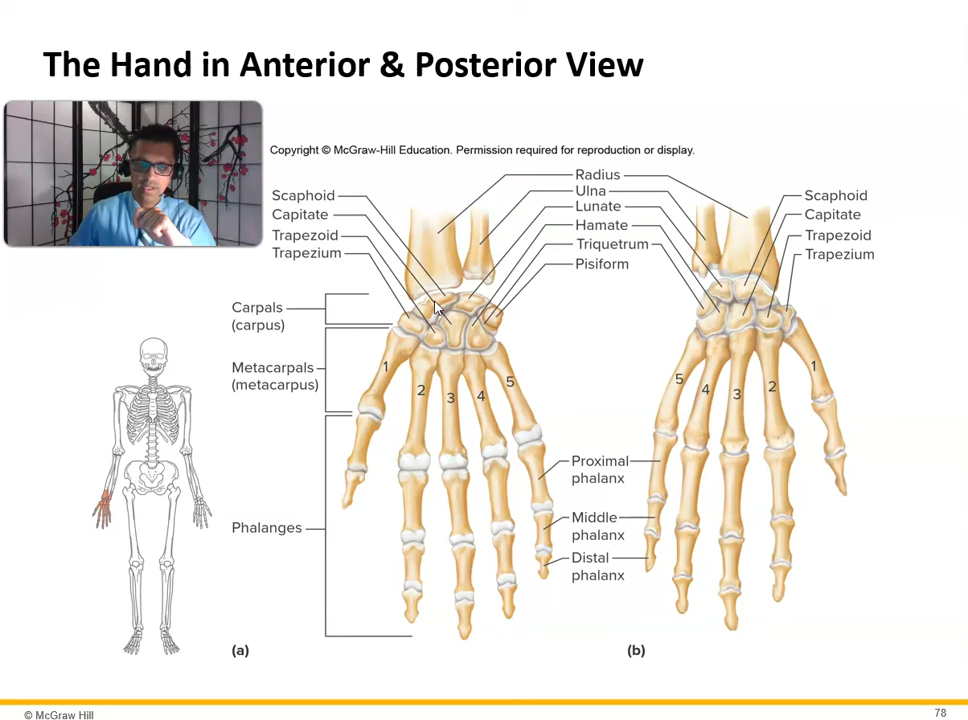 The Hand in Anterior & Posterior View
Copyright © McGraw-Hill Education. Permission required for reproduction or display.
Scaphoid
Capitate
Trapezoid
Trapezium
Radius
Ulna
Lunate
Hamate
Triquetrum
Pisiform
Scaphoid
Capitate
Trapezoid
Trapezium
Carpals
(carpus)
Metacarpals
(metacarpus)
Phalanges
1
2
3
4
5
5
4
3
2
1
Proximal
phalanx
Middle
phalanx
Distal
phalanx
(a)
(b)
© McGraw Hill
78